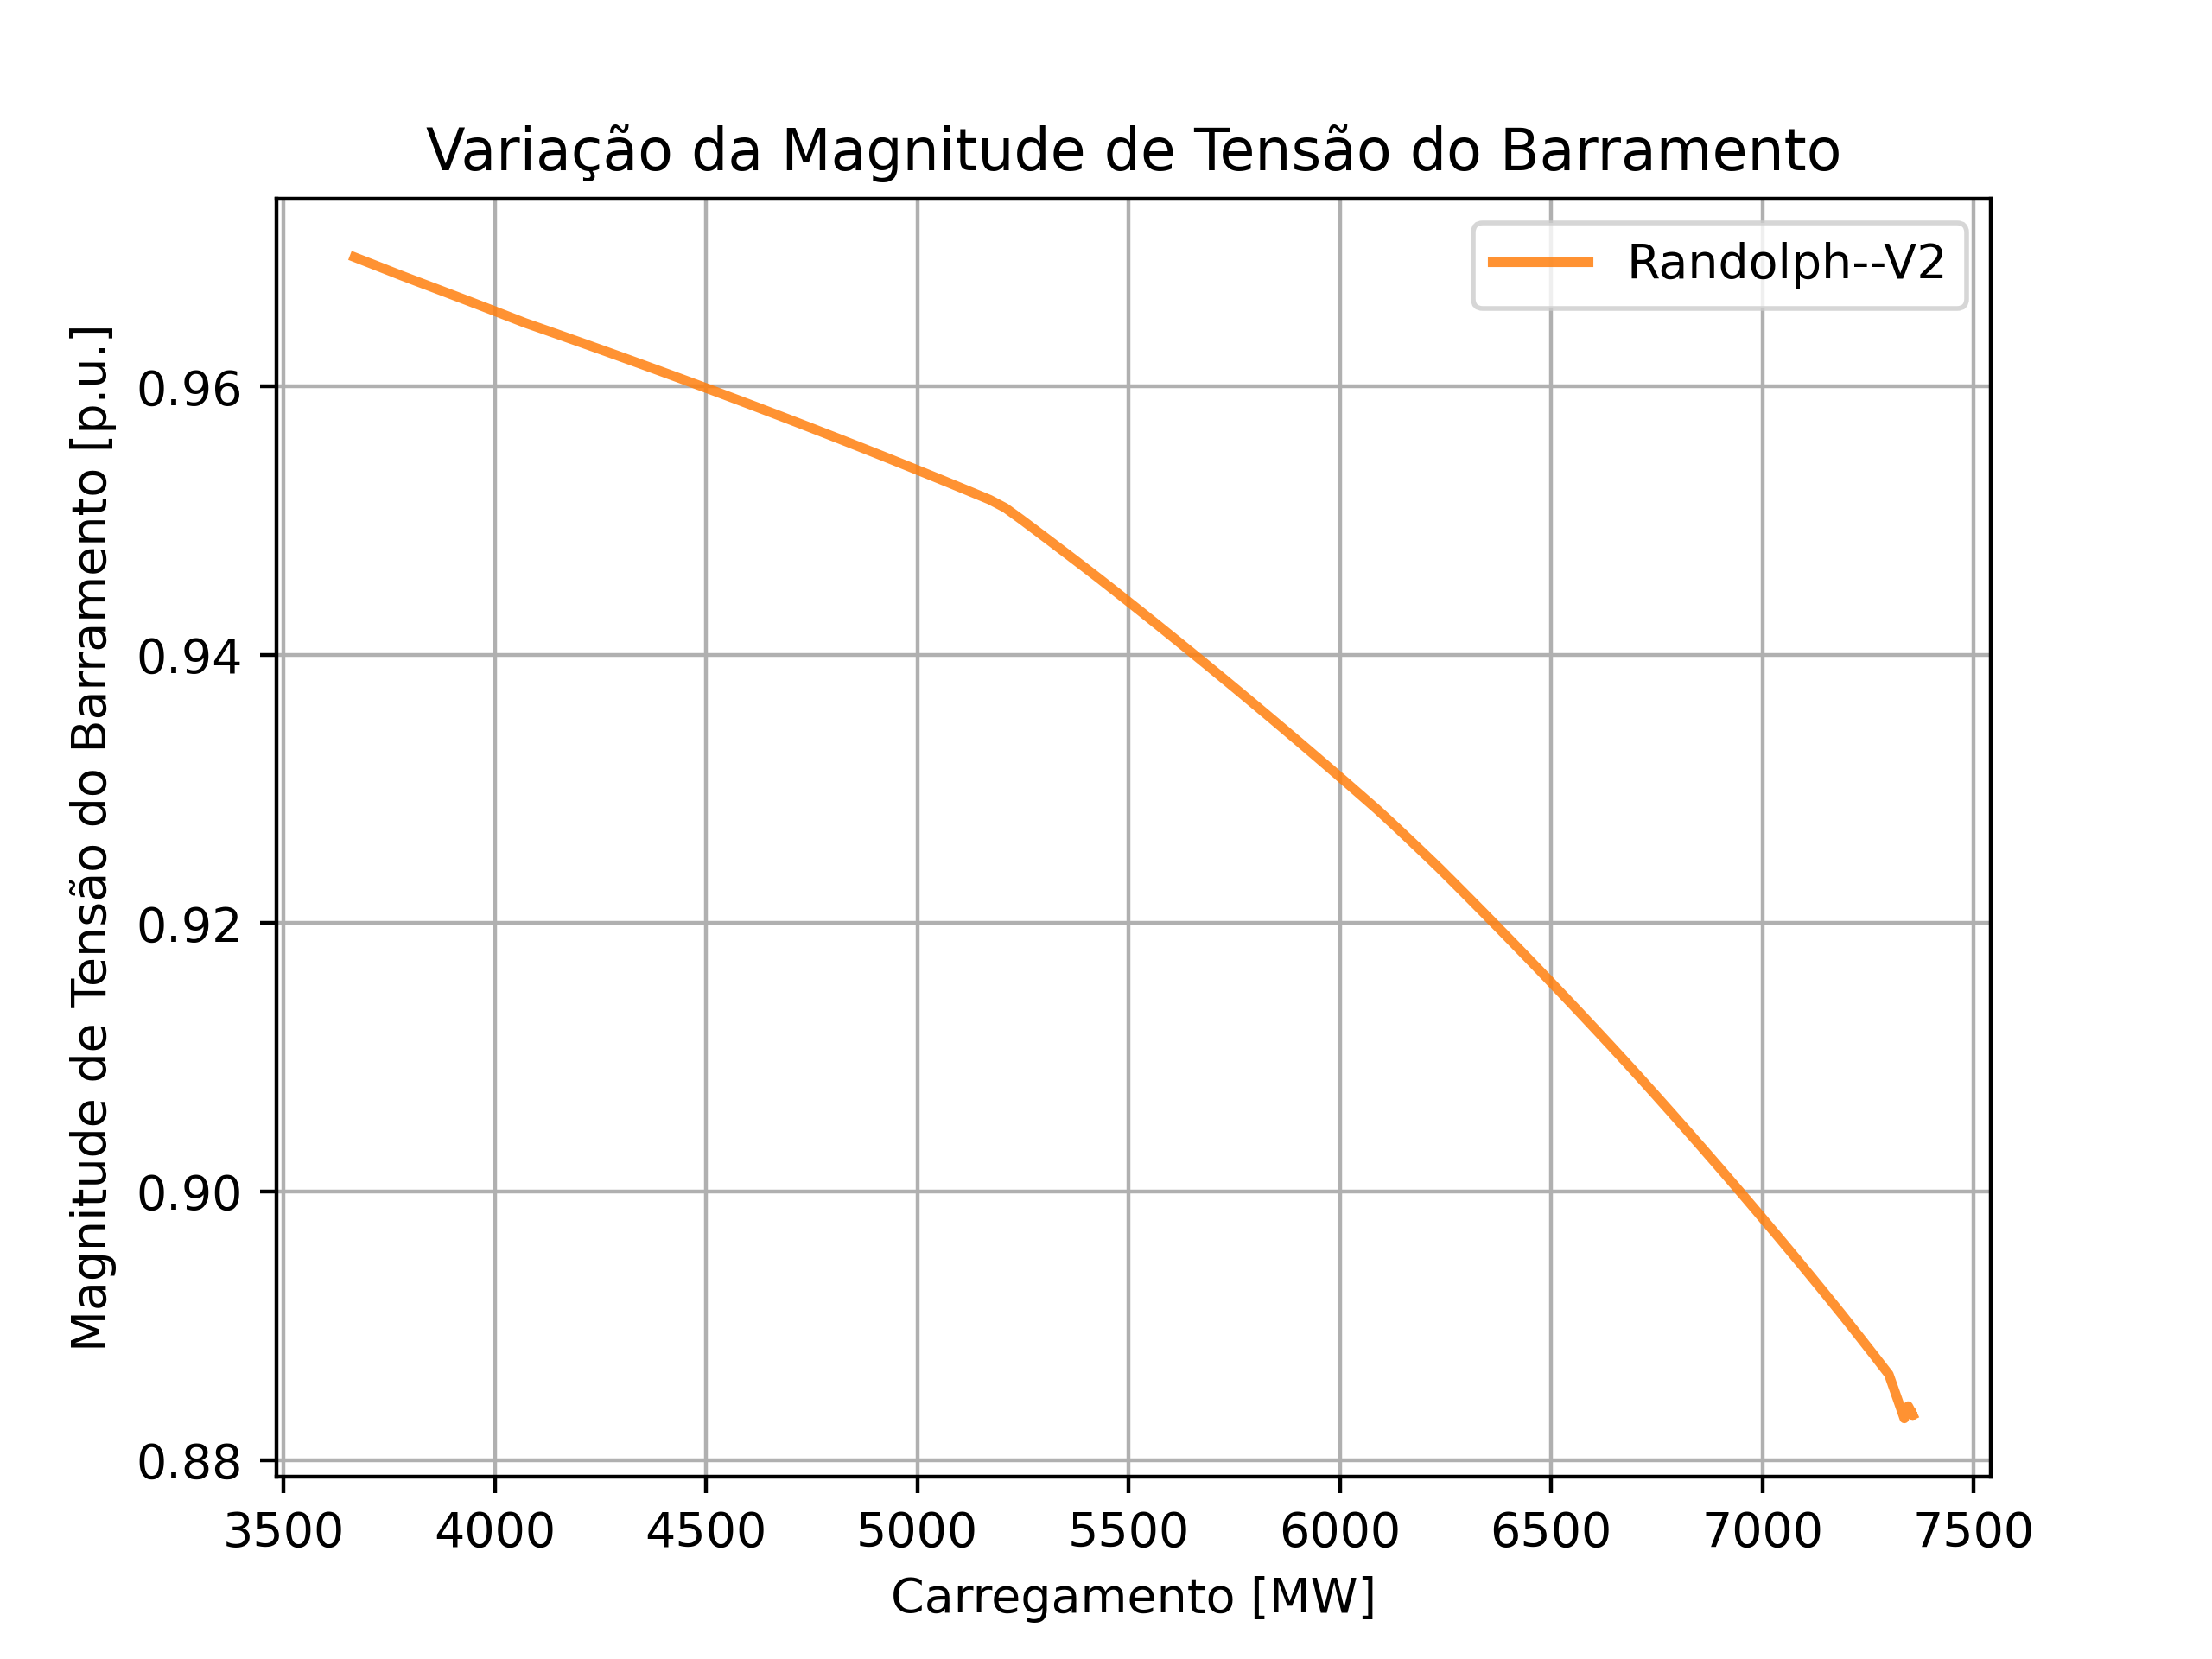 Variação da Magnitude de Tensão do Barramento
Randolph--V2
Magnitude de Tensão do Barramento [p.u.]
0.96
0.94
0.92
0.90
0.88
3500 4000 4500 5000 5500 6000 6500 7000 7500
Carregamento [MW]